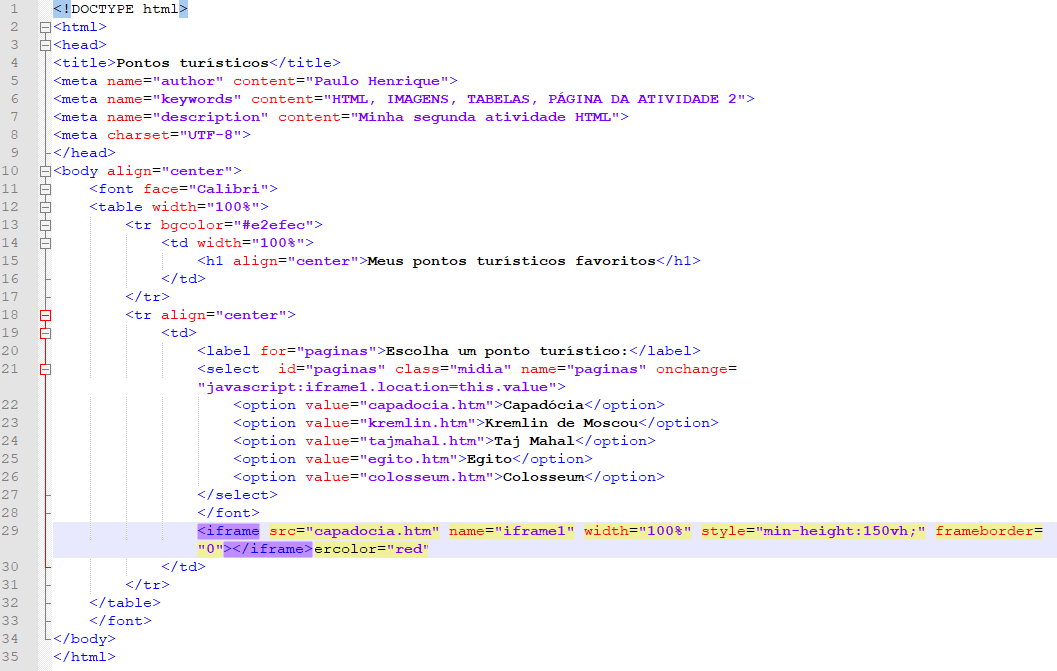 1 <!DOCTYPE html>
2 <html>
3 <head>
4 <title>Pontos turísticos</title>
5 <meta name="author" content="Paulo Henrique">
6 <meta name="keywords" content="HTML, IMAGENS, TABELAS, PÁGINA DA ATIVIDADE 2">
7 <meta name="description" content="Minha segunda atividade HTML">
8 <meta charset="UTF-8">
9 </head>
10 <body align="center">
11 <font face="Calibri">
12 <table width="100%">
13 <tr bgcolor="#e2efec">
14 <td width="100%">
15 <h1 align="center">Meus pontos turísticos favoritos</h1>
16 </td>
17 </tr>
18 <tr align="center">
19 <td>
20 <label for="paginas">Escolha um ponto turístico:</label>
21 <select  id="paginas" class="midia" name="paginas" onchange=
"javascript:iframe1.location=this.value">
22 <option value="capadocia.htm">Capadócia</option>
23 <option value="kremlin.htm">Kremlin de Moscou</option>
24 <option value="tajmahal.htm">Taj Mahal</option>
25 <option value="egito.htm">Egito</option>
26 <option value="colosseum.htm">Colosseum</option>
27 </select>
28 </font>
29 <iframe src="capadocia.htm" name="iframe1" width="100%" style="min-height:150vh;" frameborder=
"0"></iframe>ercolor="red"
30 </td>
31 </tr>
32 </table>
33 </font>
34 </body>
35 </html>